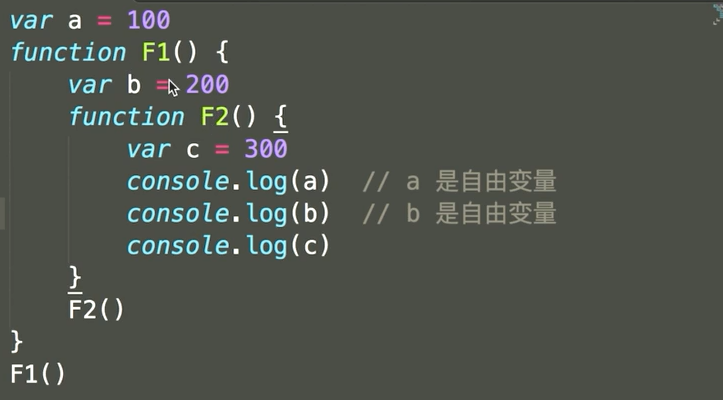 var a = 100
function F1() {
    var b = 200
    function F2() {
        var c = 300
        console.log(a)  // a 是自由变量
        console.log(b)  // b 是自由变量
        console.log(c)
    }
    F2()
}
F1()